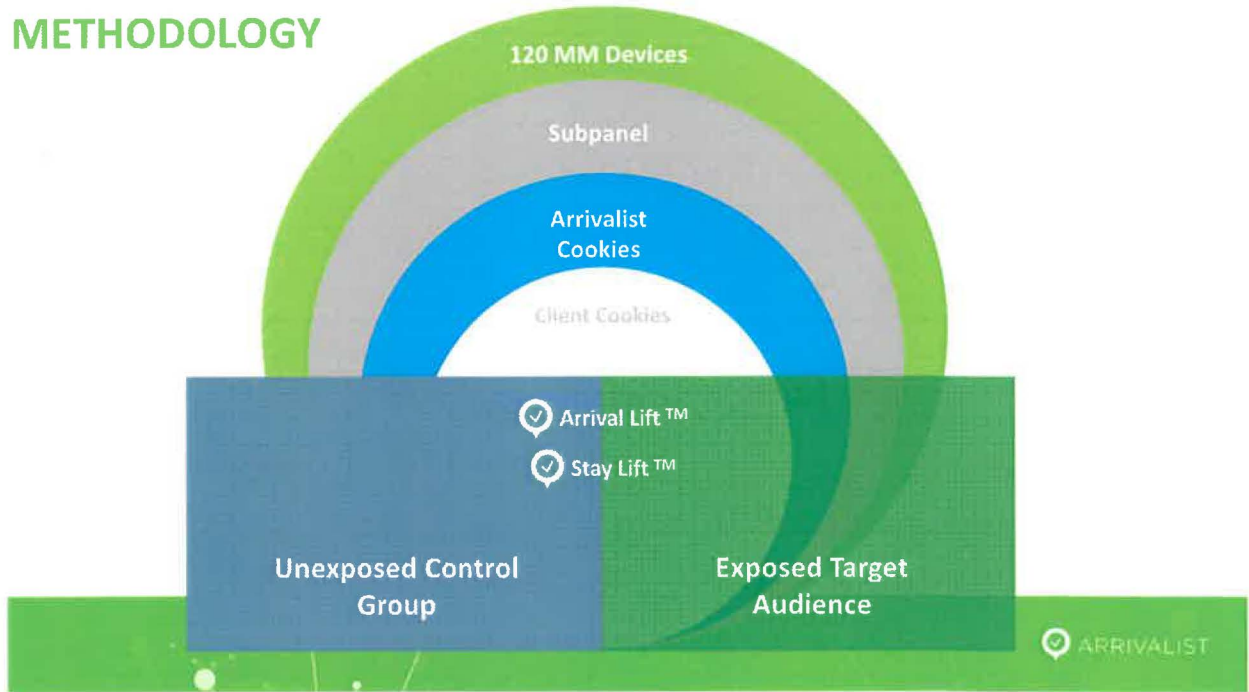 METHODOLOGY
120 MM Devices
Subpanel
Arrivalist
Cookies
Client Cookies
Arrival Lift TM
Stay Lift TM
Unexposed Control
Group
Exposed Target
Audience
ARRIVALIST